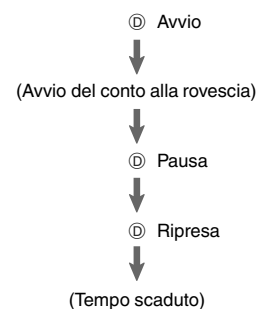 Ⓓ Avvio
(Avvio del conto alla rovescia)
Ⓓ Pausa
Ⓓ Ripresa
(Tempo scaduto)